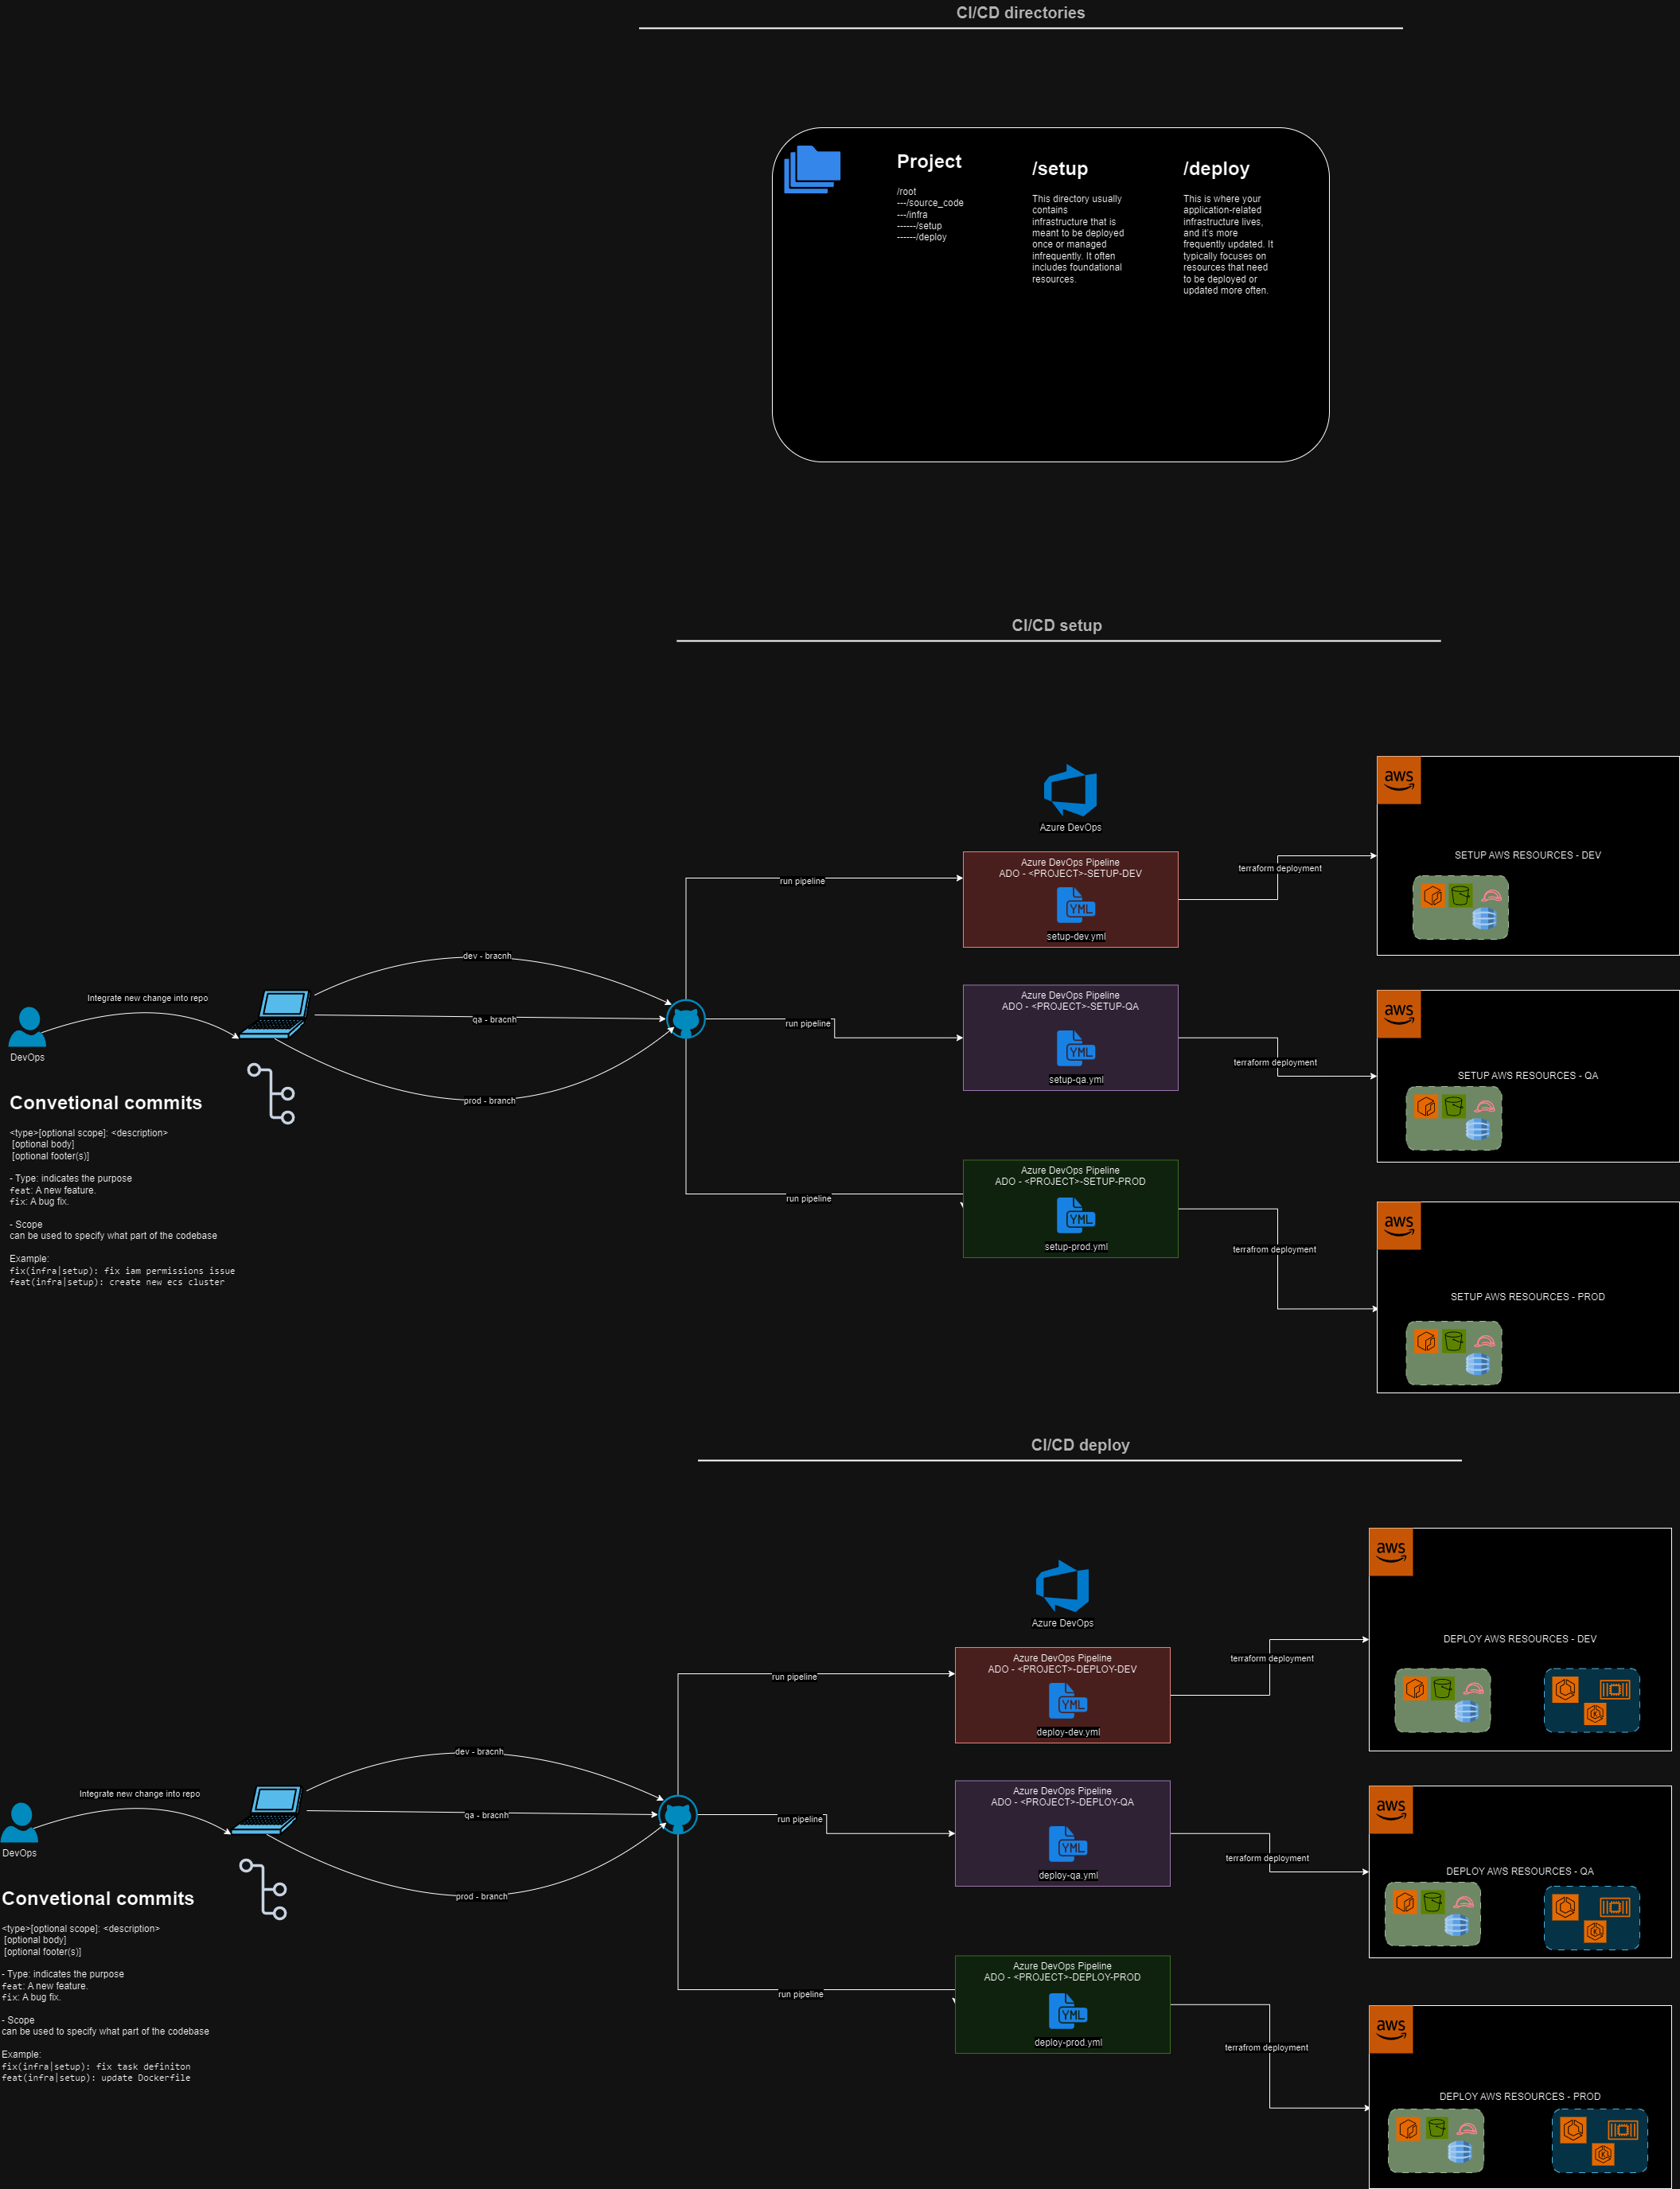 CI/CD directories
Project
/root
---/source_code
---/infra
------/setup
------/deploy
/setup
This directory usually
contains
infrastructure that is
meant to be deployed
once or managed
infrequently. It often
includes foundational
resources.
/deploy
This is where your
application-related
infrastructure lives,
and it's more
frequently updated. It
typically focuses on
resources that need
to be deployed or
updated more often.
CI/CD setup
DevOps
Integrate new change into repo
Convetional commits
<type>[optional scope]: <description>
[optional body]
[optional footer(s)]
- Type: indicates the purpose
feat: A new feature.
fix: A bug fix.
- Scope
can be used to specify what part of the codebase
Example:
fix(infra|setup): fix iam permissions issue
feat(infra|setup): create new ecs cluster
dev - bracnh
qa - bracnh
prod - branch
run pipeline
run pipeline
run pipeline
Azure DevOps
Azure DevOps Pipeline
ADO - <PROJECT>-SETUP-DEV
YML
setup-dev.yml
Azure DevOps Pipeline
ADO - <PROJECT>-SETUP-QA
YML
setup-qa.yml
Azure DevOps Pipeline
ADO - <PROJECT>-SETUP-PROD
YML
setup-prod.yml
terraform deployment
terraform deployment
terrafrom deployment
aws
SETUP AWS RESOURCES - DEV
aws
SETUP AWS RESOURCES - QA
aws
SETUP AWS RESOURCES - PROD
CI/CD deploy
DevOps
Integrate new change into repo
Convetional commits
<type>[optional scope]: <description>
[optional body]
[optional footer(s)]
- Type: indicates the purpose
feat: A new feature.
fix: A bug fix.
- Scope
can be used to specify what part of the codebase
Example:
fix(infra|setup): fix task definiton
feat(infra|setup): update Dockerfile
dev - bracnh
qa - bracnh
prod - branch
run pipeline
run pipeline
run pipeline
Azure DevOps
Azure DevOps Pipeline
ADO - <PROJECT>-DEPLOY-DEV
YML
deploy-dev.yml
Azure DevOps Pipeline
ADO - <PROJECT>-DEPLOY-QA
YML
deploy-qa.yml
Azure DevOps Pipeline
ADO - <PROJECT>-DEPLOY-PROD
YML
deploy-prod.yml
terraform deployment
terraform deployment
terrafrom deployment
aws
DEPLOY AWS RESOURCES - DEV
aws
DEPLOY AWS RESOURCES - QA
aws
DEPLOY AWS RESOURCES - PROD